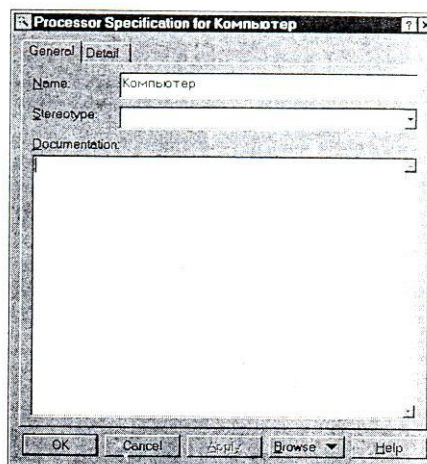 Processor Specification for Компьютер
General Detail
Name: Компьютер
Stereotype:
Documentation:
OK Cancel Apply Browse Help